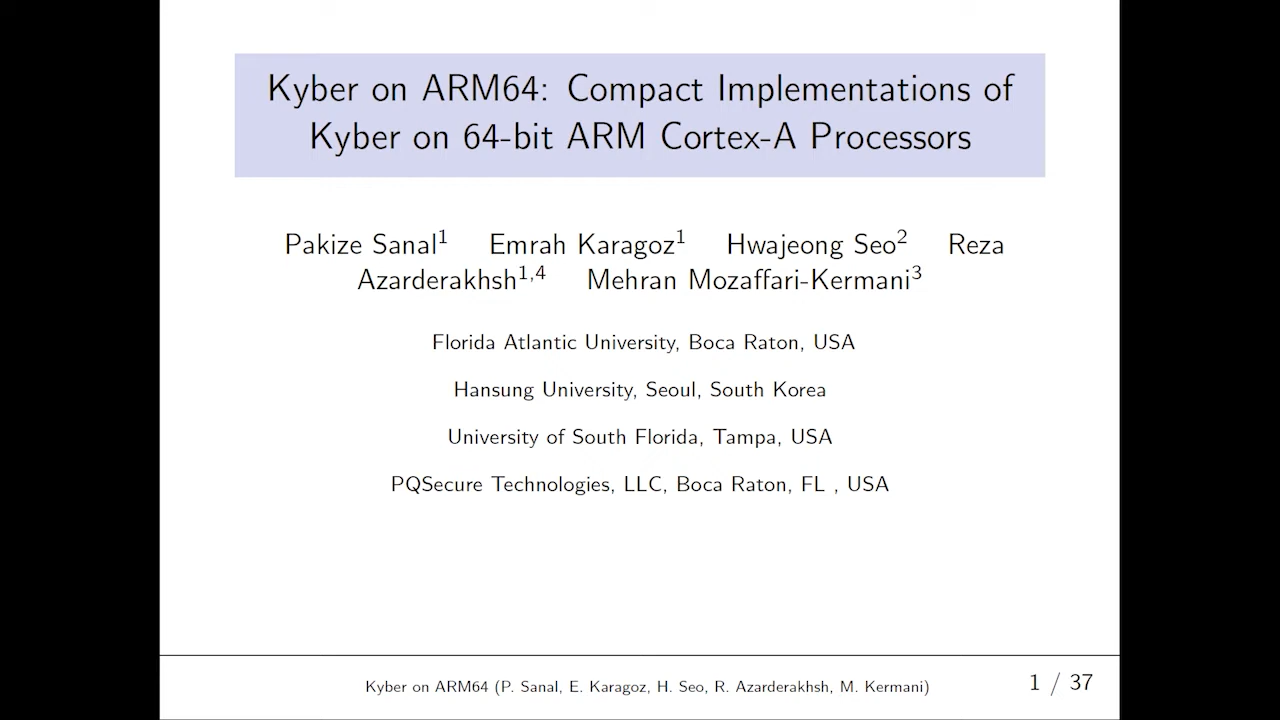 Kyber on ARM64: Compact Implementations of
Kyber on 64-bit ARM Cortex-A Processors
Pakize Sanal1 Emrah Karagoz1 Hwajeong Seo2 Reza
Azarderakhsh1,4 Mehran Mozaffari-Kermani3
Florida Atlantic University, Boca Raton, USA
Hansung University, Seoul, South Korea
University of South Florida, Tampa, USA
PQSecure Technologies, LLC, Boca Raton, FL , USA
Kyber on ARM64 (P. Sanal, E. Karagoz, H. Seo, R. Azarderakhsh, M. Kermani) 1 / 37